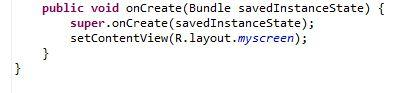 public void onCreate(Bundle savedInstanceState) {
super.onCreate(savedInstanceState);
setContentView(R.layout.myscreen);
}
}